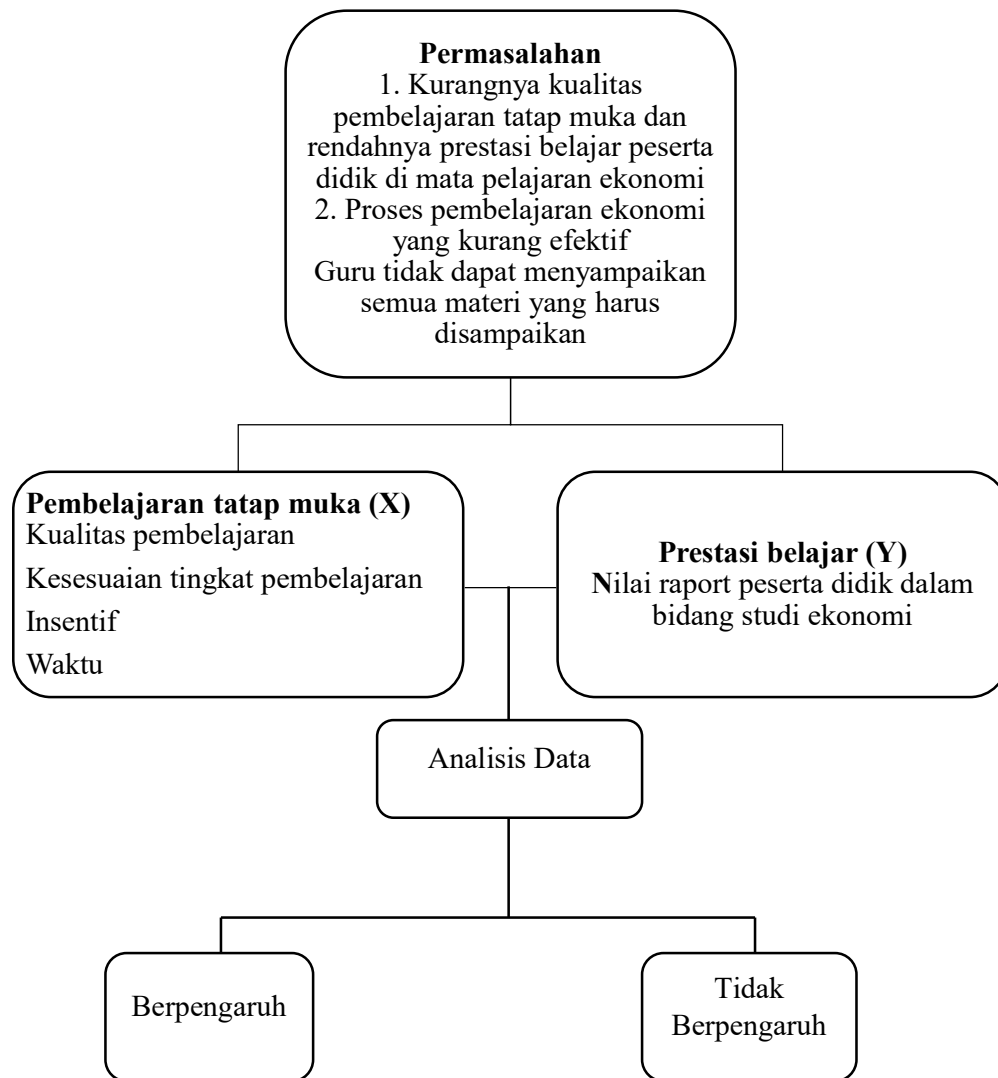 Permasalahan
1. Kurangnya kualitas
pembelajaran tatap muka dan
rendahnya prestasi belajar peserta
didik di mata pelajaran ekonomi
2. Proses pembelajaran ekonomi
yang kurang efektif
Guru tidak dapat menyampaikan
semua materi yang harus
disampaikan
Pembelajaran tatap muka (X)
Kualitas pembelajaran
Kesesuaian tingkat pembelajaran
Insentif
Waktu
Prestasi belajar (Y)
Nilai raport peserta didik dalam
bidang studi ekonomi
Analisis Data
Berpengaruh
Tidak
Berpengaruh